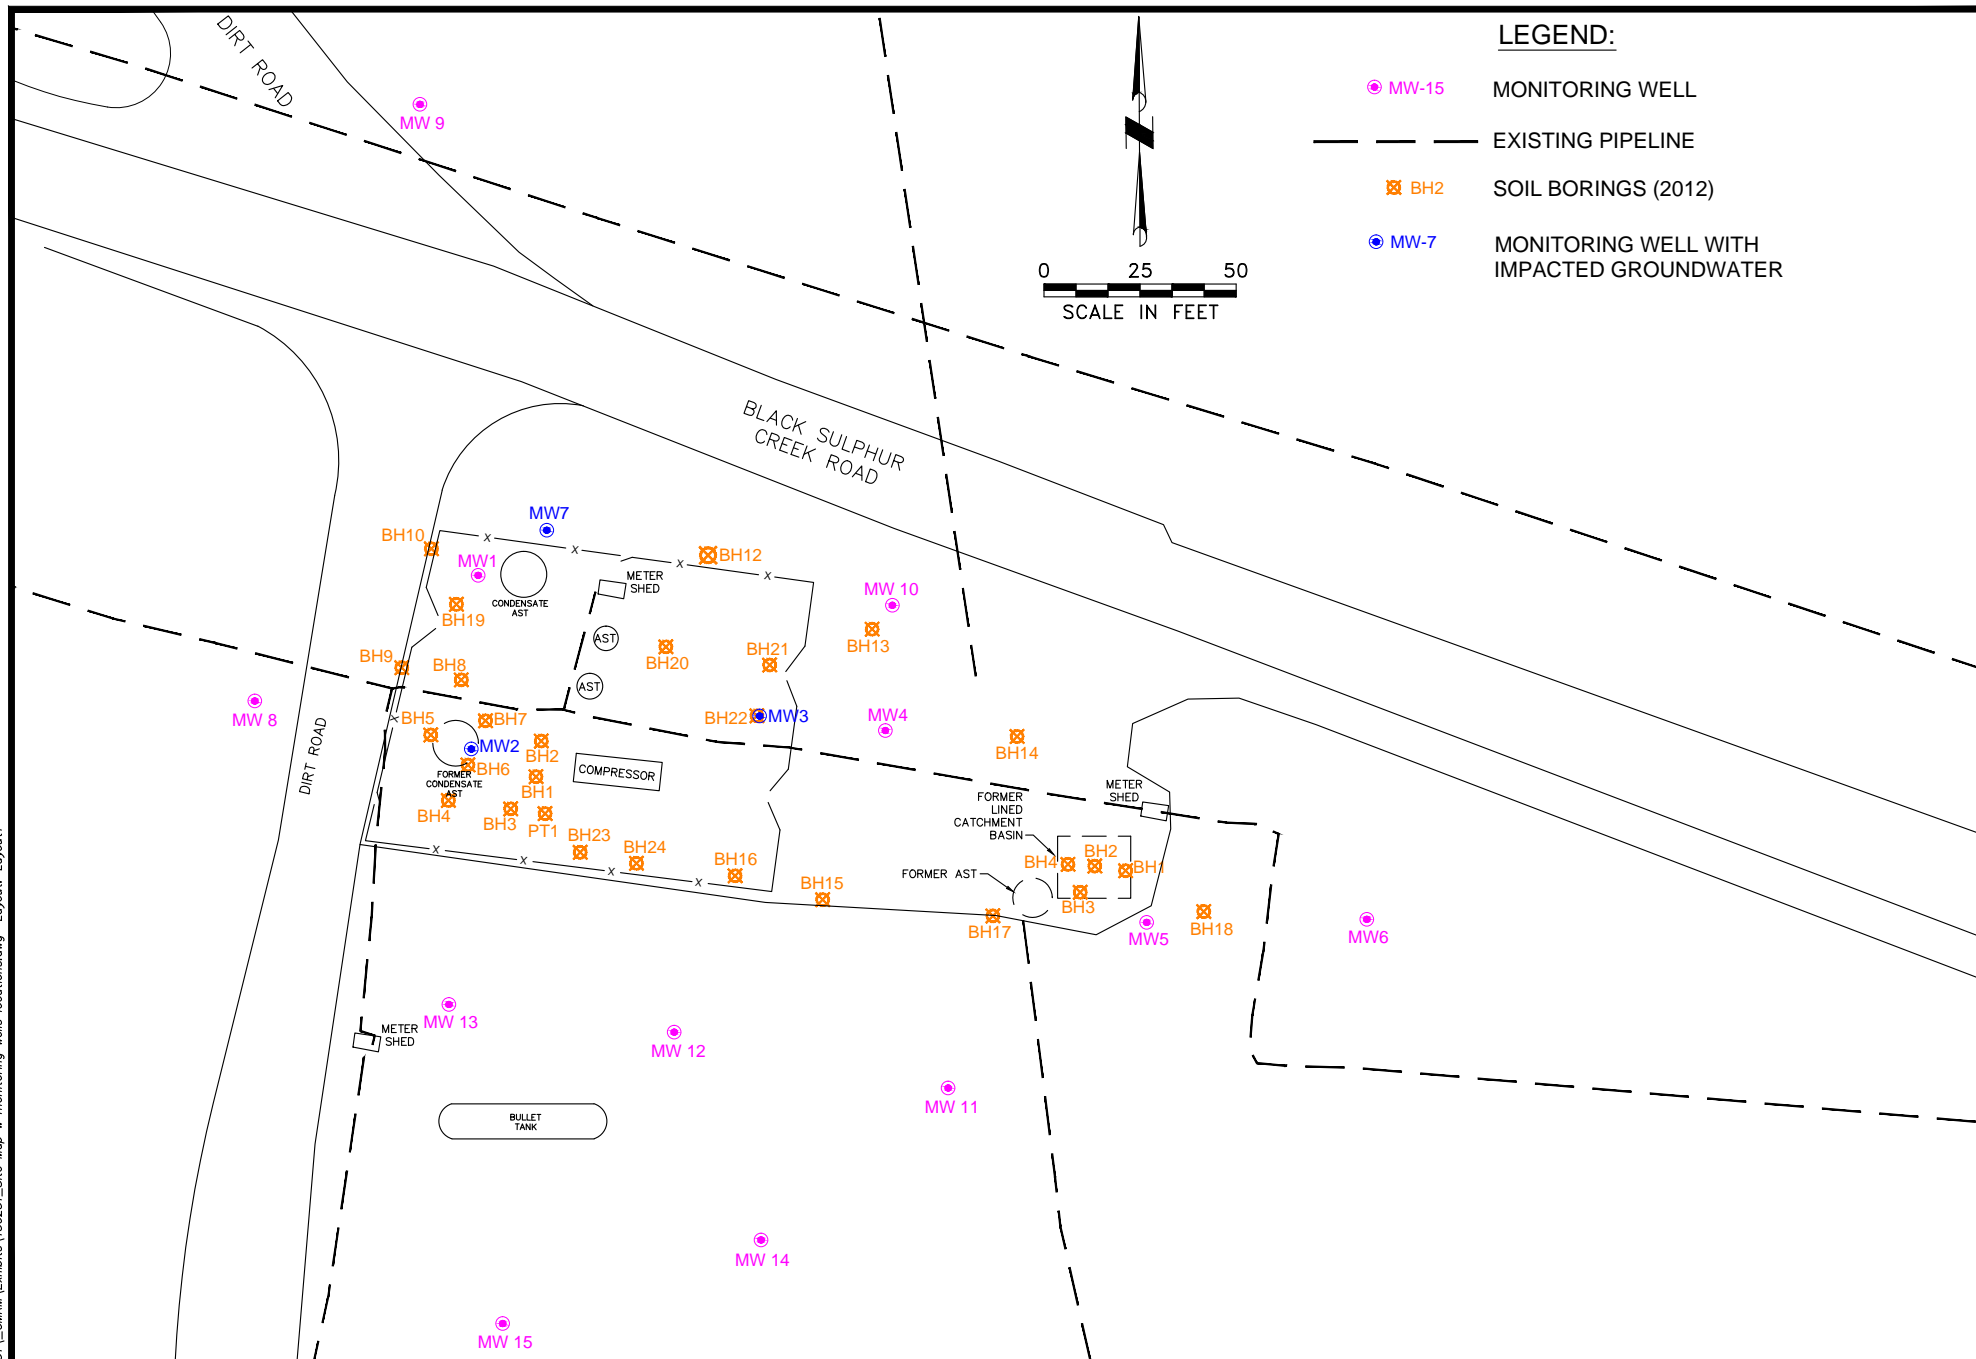 LEGEND:
MW-15 MONITORING WELL
EXISTING PIPELINE
BH2 SOIL BORINGS (2012)
MW-7 MONITORING WELL WITH
IMPACTED GROUNDWATER
0 25 50
SCALE IN FEET
DIRT ROAD
MW 9
BLACK SULPHUR
CREEK ROAD
MW7
BH10
BH12
MW1
METER
SHED
CONDENSATE
AST
MW 10
BH19
AST
BH13
BH20
BH21
BH9
BH8
AST
MW 8
BH5
BH7
BH22
MW3
MW4
BH14
MW2
BH2
DIRT ROAD
BH6
COMPRESSOR
FORMER
CONDENSATE
AST
BH1
METER
SHED
FORMER
LINED
CATCHMENT
BASIN
BH4
BH3
PT1
BH23
BH24
BH16
BH4
BH2
BH1
FORMER AST
BH15
BH3
BH17
MW5
BH18
MW6
MW 13
METER
SHED
MW 12
MW 11
BULLET
TANK
MW 14
MW 15